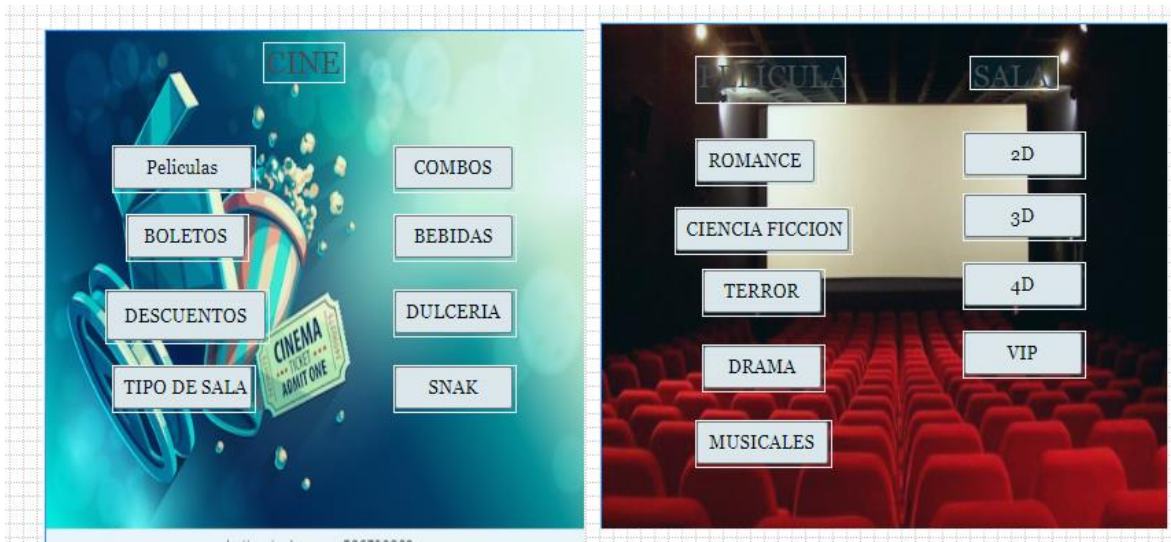 CINE
Peliculas
BOLETOS
DESCUENTOS
TIPO DE SALA
COMBOS
BEBIDAS
DULCERIA
SNAK
CINEMA
TICKET
ADMIT ONE
PELÍCULA
SALA
ROMANCE
CIENCIA FICCION
TERROR
DRAMA
MUSICALES
2D
3D
4D
VIP